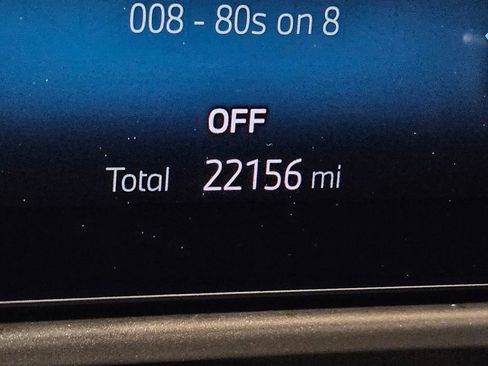 008 - 80s on 8
OFF
Total 22156 mi